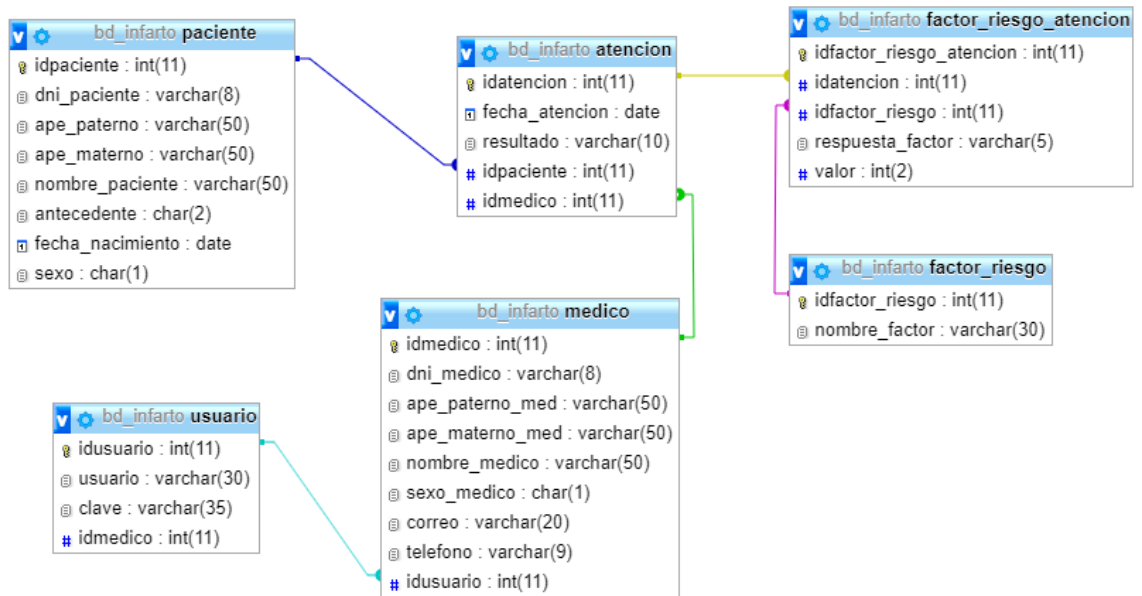 bd_infarto paciente
idpaciente : int(11)
dni_paciente : varchar(8)
ape_paterno : varchar(50)
ape_materno : varchar(50)
nombre_paciente : varchar(50)
antecedente : char(2)
fecha_nacimiento : date
sexo : char(1)
bd_infarto atencion
idatencion : int(11)
fecha_atencion : date
resultado : varchar(10)
idpaciente : int(11)
idmedico : int(11)
bd_infarto factor_riesgo_atencion
idfactor_riesgo_atencion : int(11)
idatencion : int(11)
idfactor_riesgo : int(11)
respuesta_factor : varchar(5)
valor : int(2)
bd_infarto factor_riesgo
idfactor_riesgo : int(11)
nombre_factor : varchar(30)
bd_infarto medico
idmedico : int(11)
dni_medico : varchar(8)
ape_paterno_med : varchar(50)
ape_materno_med : varchar(50)
nombre_medico : varchar(50)
sexo_medico : char(1)
correo : varchar(20)
telefono : varchar(9)
idusuario : int(11)
bd_infarto usuario
idusuario : int(11)
usuario : varchar(30)
clave : varchar(35)
idmedico : int(11)